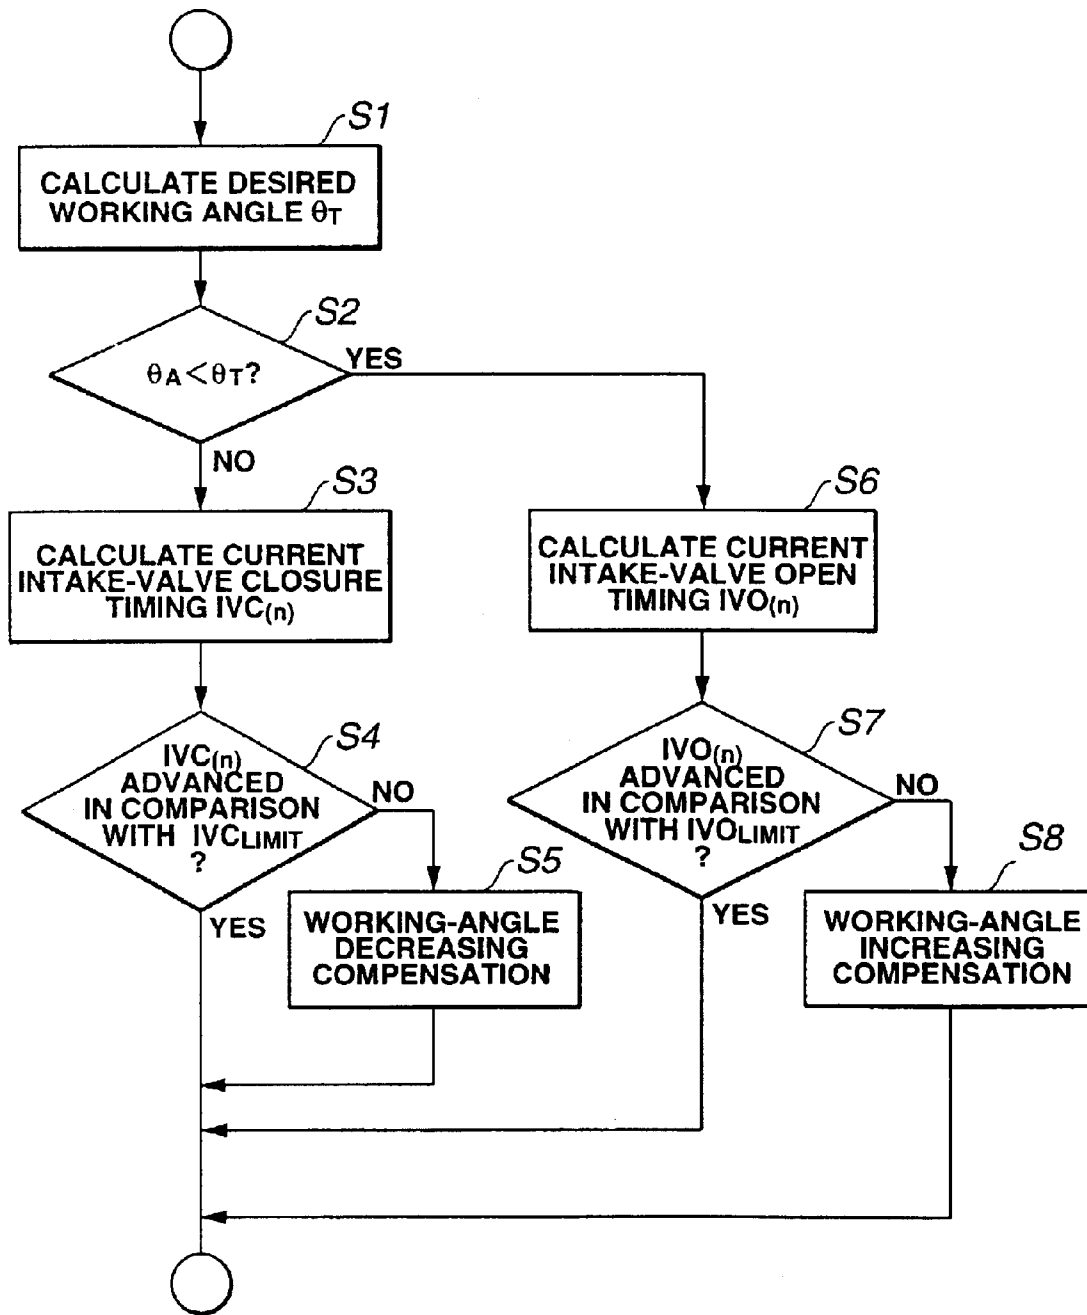 S1
CALCULATE DESIRED
WORKING ANGLE θT
S2
θA<θT?
YES
NO
S3
CALCULATE CURRENT
INTAKE-VALVE CLOSURE
TIMING IVC(n)
S6
CALCULATE CURRENT
INTAKE-VALVE OPEN
TIMING IVO(n)
S4
IVC(n)
ADVANCED
IN COMPARISON
WITH IVCLIMIT
?
NO
YES
S5
WORKING-ANGLE
DECREASING
COMPENSATION
S7
IVO(n)
ADVANCED
IN COMPARISON
WITH IVOLIMIT
?
NO
YES
S8
WORKING-ANGLE
INCREASING
COMPENSATION